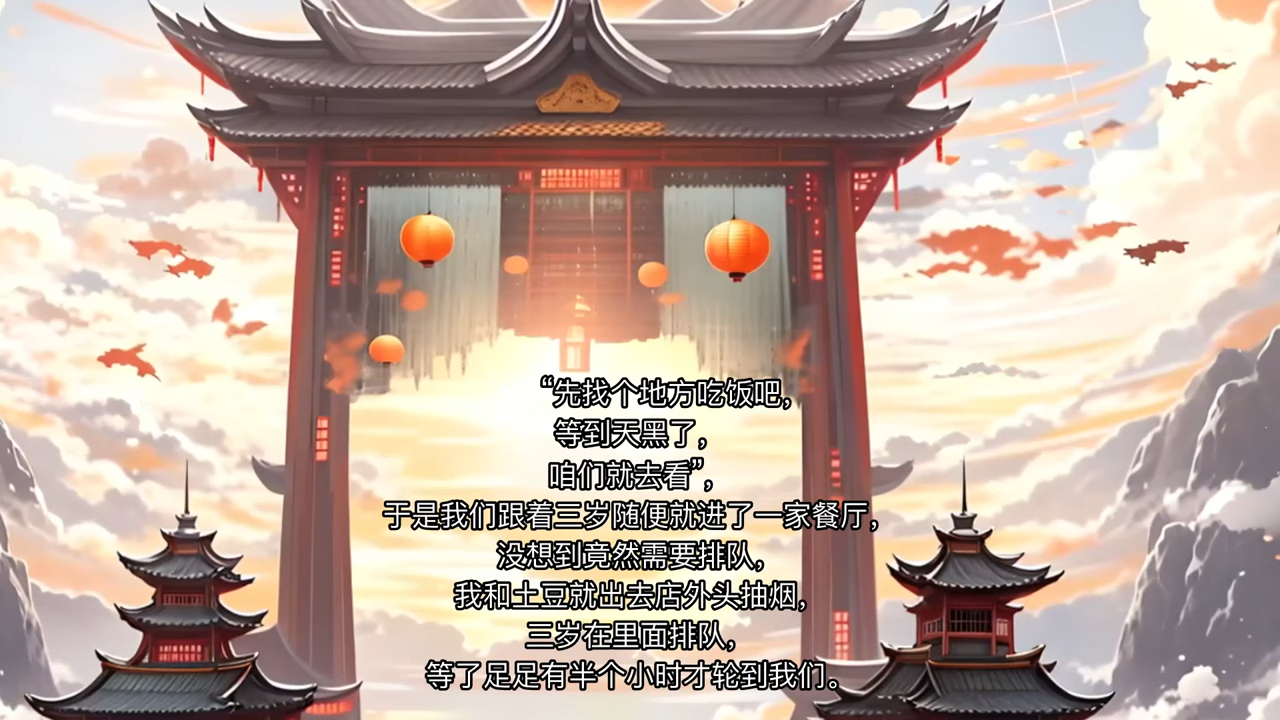 “先找个地方吃饭吧,
等到天黑了,
咱们就去看”,
于是我们跟着三岁随便就进了一家餐厅,
没想到竟然需要排队,
我和土豆就出去店外头抽烟,
三岁在里面排队,
等了足足有半个小时才轮到我们。